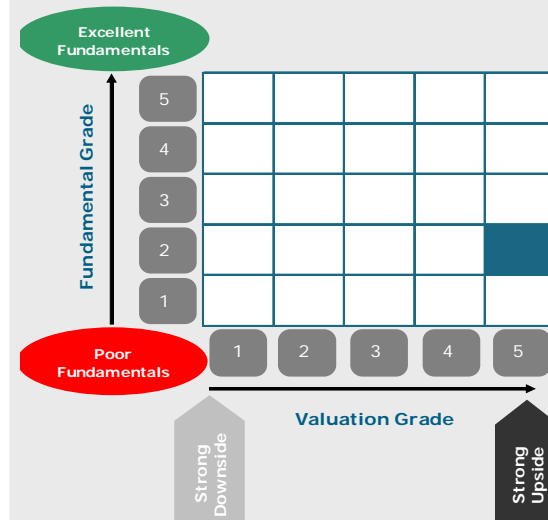 Excellent
Fundamentals
Fundamental Grade
5
4
3
2
1
Poor
Fundamentals
1
2
3
4
5
Valuation Grade
Strong
Downside
Strong
Upside